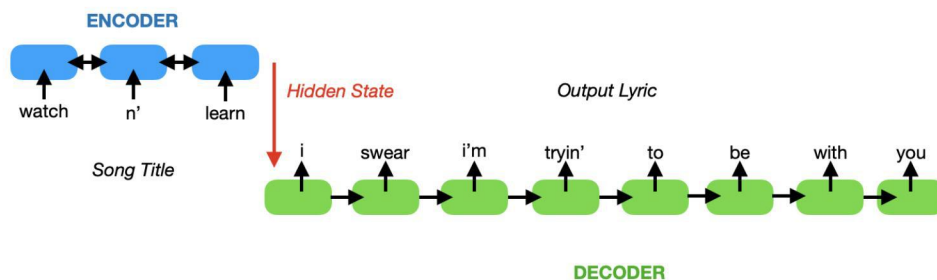 ENCODER
watch n' learn
Hidden State
Output Lyric
Song Title
i swear i'm tryin' to be with you
DECODER